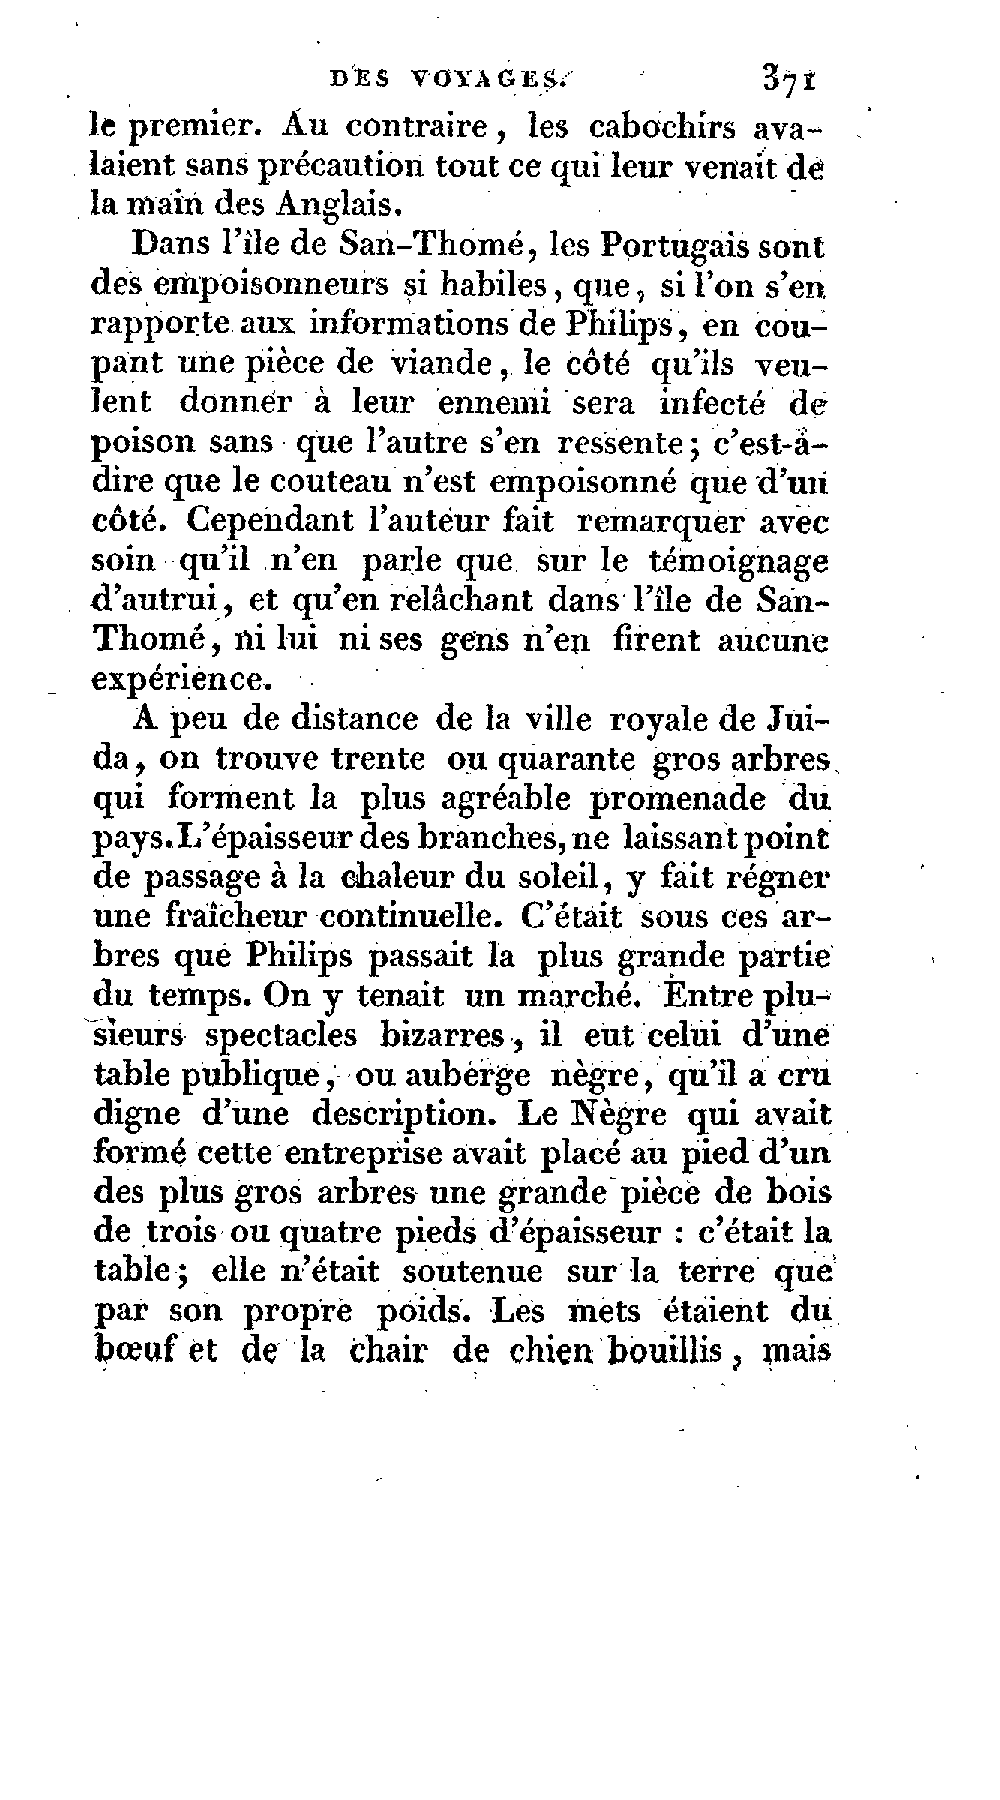 DES VOYAGES. 371
le premier. Au contraire, les cabochirs ava-
laient sans précaution tout ce qui leur venait de
la main des Anglais.
Dans l'île de San-Thomé, les Portugais sont
des empoisonneurs si habiles, que, si l'on s'en
rapporte aux informations de Philips, en cou-
pant une pièce de viande, le côté qu'ils veu-
lent donner à leur ennemi sera infecté de
poison sans que l'autre s'en ressente; c'est-à-
dire que le couteau n'est empoisonné que d'un
côté. Cependant l'auteur fait remarquer avec
soin qu'il n'en parle que sur le témoignage
d'autrui, et qu'en relâchant dans l'île de San-
Thomé, ni lui ni ses gens n'en firent aucune
expérience.
A peu de distance de la ville royale de Jui-
da, on trouve trente ou quarante gros arbres
qui forment la plus agréable promenade du
pays. L'épaisseur des branches, ne laissant point
de passage à la chaleur du soleil, y fait régner
une fraîcheur continuelle. C'était sous ces ar-
bres que Philips passait la plus grande partie
du temps. On y tenait un marché. Entre plu-
sieurs spectacles bizarres, il eut celui d'une
table publique, ou auberge nègre, qu'il a cru
digne d'une description. Le Nègre qui avait
formé cette entreprise avait placé au pied d'un
des plus gros arbres une grande pièce de bois
de trois ou quatre pieds d'épaisseur : c'était la
table; elle n'était soutenue sur la terre que
par son propre poids. Les mets étaient du
bœuf et de la chair de chien bouillis, mais